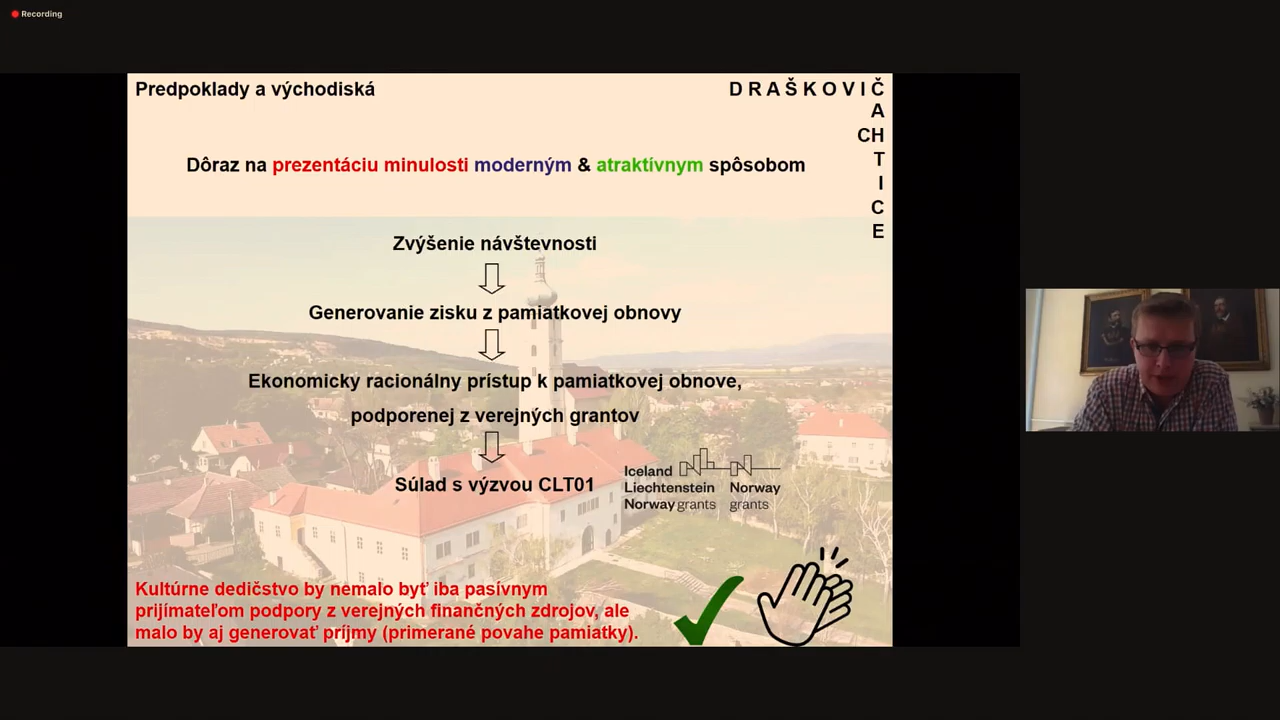 Recording
Predpoklady a východiská
DRAŠKOVIČ
A
CH
T
I
C
E
Dôraz na prezentáciu minulosti moderným & atraktívnym spôsobom
Zvýšenie návštevnosti
Generovanie zisku z pamiatkovej obnovy
Ekonomicky racionálny prístup k pamiatkovej obnove,
podporenej z verejných grantov
Súlad s výzvou CLT01
Iceland
Liechtenstein Norway
Norway grants grants
Kultúrne dedičstvo by nemalo byť iba pasívnym
prijímateľom podpory z verejných finančných zdrojov, ale
malo by aj generovať príjmy (primerané povahe pamiatky).